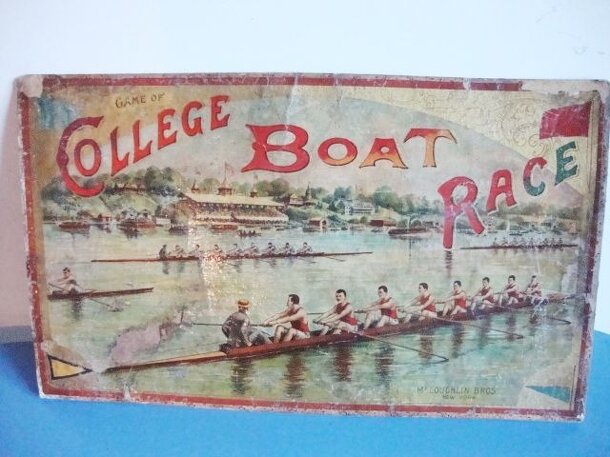 GAME OF
COLLEGE
BOAT
RACE
McLOUGHLIN BROS
NEW YORK